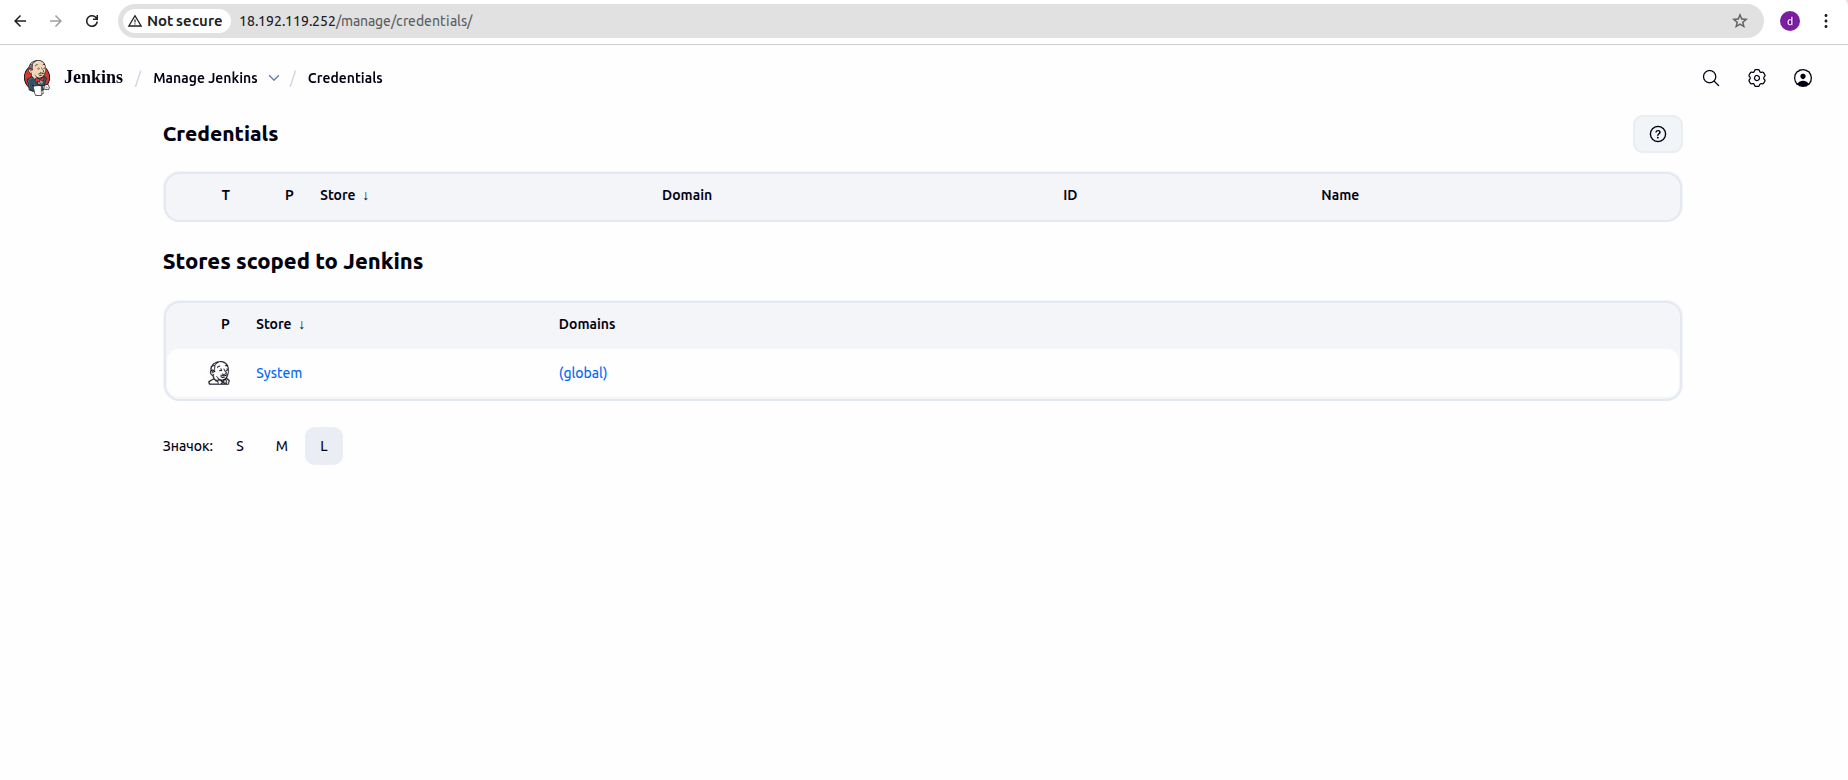 Not secure 18.192.119.252/manage/credentials/ d
Jenkins / Manage Jenkins / Credentials
Credentials
T P Store ↓ Domain ID Name
Stores scoped to Jenkins
P Store ↓ Domains
System (global)
Значок: S M L